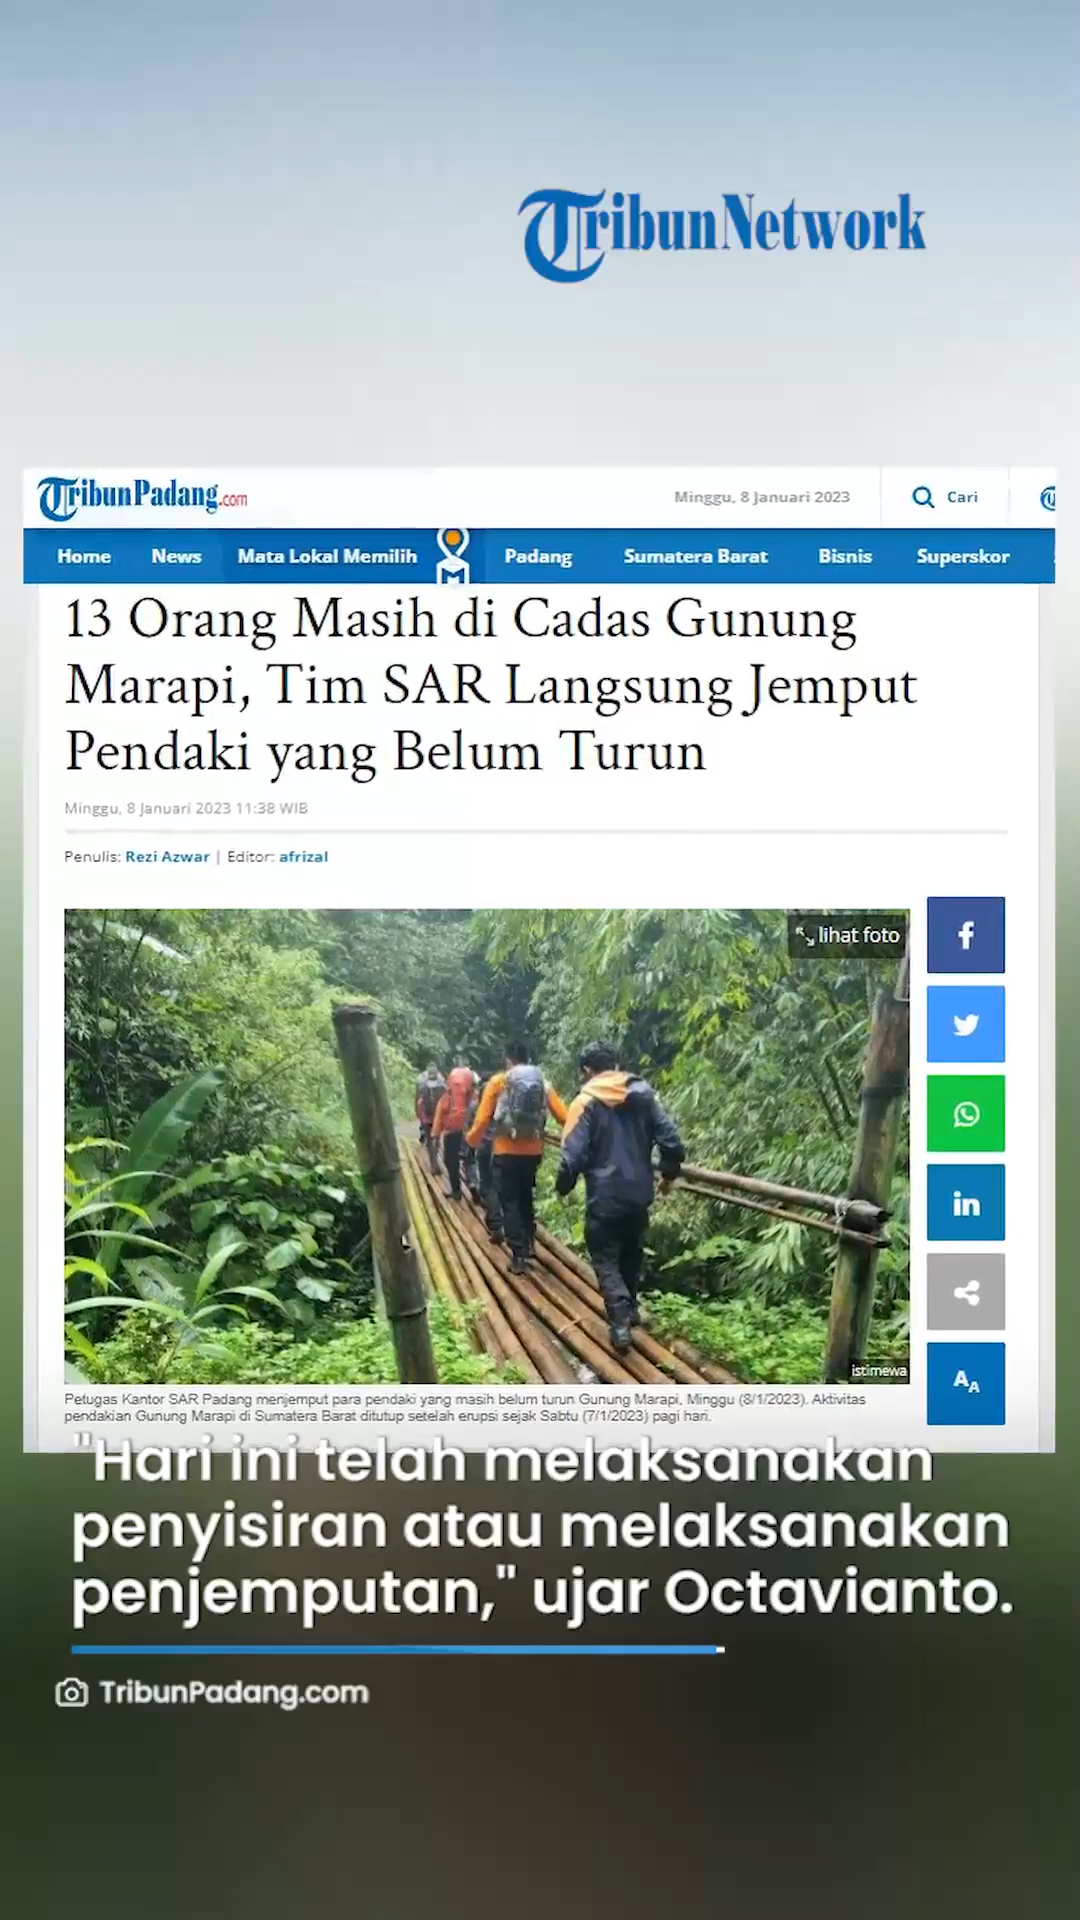 Tribun Network
TribunPadang.com
Minggu, 8 Januari 2023
Cari
Home News Mata Lokal Memilih Padang Sumatera Barat Bisnis Superskor
13 Orang Masih di Cadas Gunung
Marapi, Tim SAR Langsung Jemput
Pendaki yang Belum Turun
Minggu, 8 Januari 2023 11:38 WIB
Penulis: Rezi Azwar | Editor: afrizal
lihat foto
istimewa
Petugas Kantor SAR Padang menjemput para pendaki yang masih belum turun Gunung Marapi, Minggu (8/1/2023). Aktivitas
pendakian Gunung Marapi di Sumatera Barat ditutup setelah erupsi sejak Sabtu (7/1/2023) pagi hari.
"Hari ini telah melaksanakan
penyisiran atau melaksanakan
penjemputan," ujar Octavianto.
TribunPadang.com